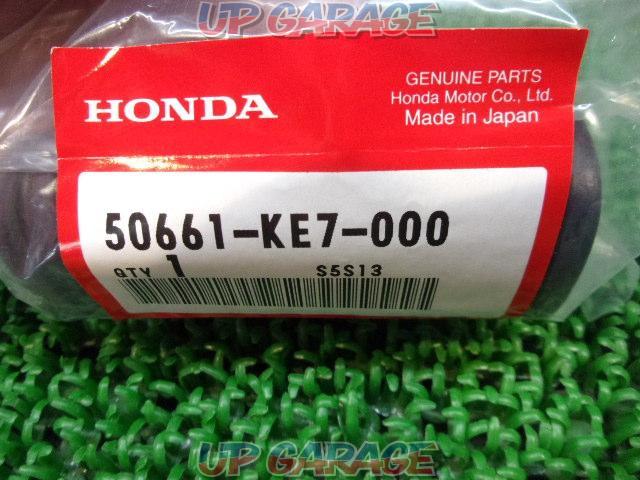 UP GARAGE
HONDA
GENUINE PARTS
Honda Motor Co., Ltd.
Made in Japan
50661-KE7-000
QTY 1 S5S13
UP GARAGE